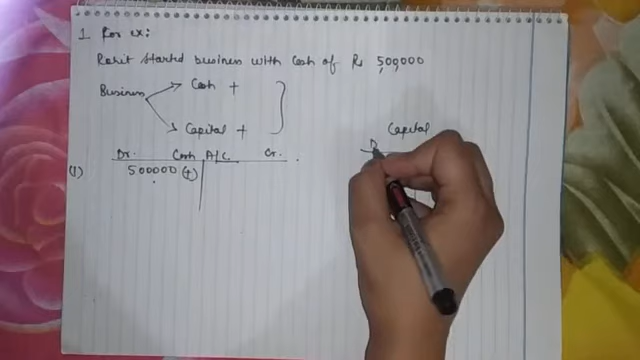 1 For ex:
Rohit started business with cash of Rs 5,00,000
Business
Cash +
Capital +
Capital
Dr. Cash A/C. Cr.
(1) 500000 (+)